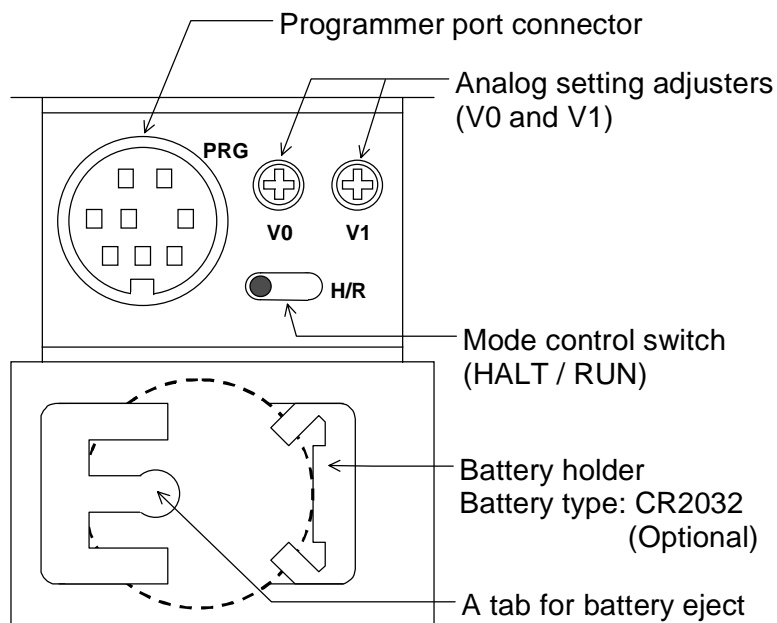 Programmer port connector
Analog setting adjusters
(V0 and V1)
PRG
V0 V1
H/R
Mode control switch
(HALT / RUN)
Battery holder
Battery type: CR2032
(Optional)
A tab for battery eject